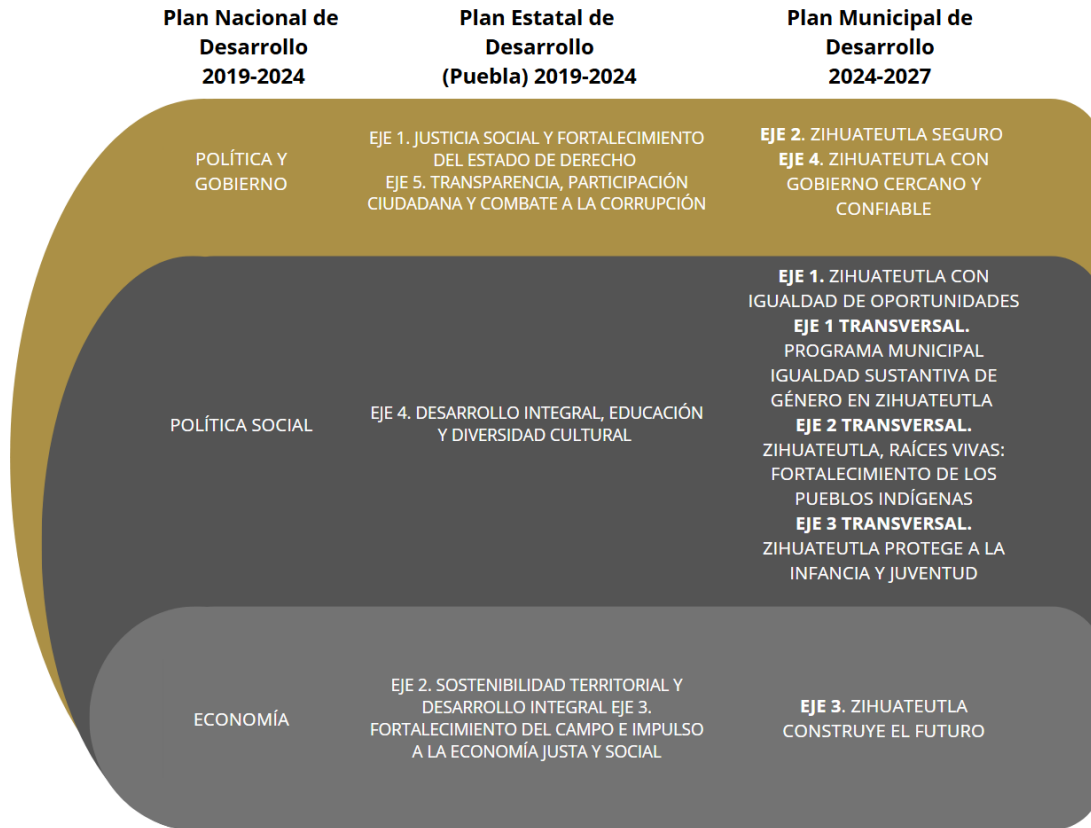 Plan Nacional de
Desarrollo
2019-2024
Plan Estatal de
Desarrollo
(Puebla) 2019-2024
Plan Municipal de
Desarrollo
2024-2027
POLÍTICA Y
GOBIERNO
EJE 1. JUSTICIA SOCIAL Y FORTALECIMIENTO
DEL ESTADO DE DERECHO
EJE 5. TRANSPARENCIA, PARTICIPACIÓN
CIUDADANA Y COMBATE A LA CORRUPCIÓN
EJE 2. ZIHUATEUTLA SEGURO
EJE 4. ZIHUATEUTLA CON
GOBIERNO CERCANO Y
CONFIABLE
POLÍTICA SOCIAL
EJE 4. DESARROLLO INTEGRAL, EDUCACIÓN
Y DIVERSIDAD CULTURAL
EJE 1. ZIHUATEUTLA CON
IGUALDAD DE OPORTUNIDADES
EJE 1 TRANSVERSAL.
PROGRAMA MUNICIPAL
IGUALDAD SUSTANTIVA DE
GÉNERO EN ZIHUATEUTLA
EJE 2 TRANSVERSAL.
ZIHUATEUTLA, RAÍCES VIVAS:
FORTALECIMIENTO DE LOS
PUEBLOS INDÍGENAS
EJE 3 TRANSVERSAL.
ZIHUATEUTLA PROTEGE A LA
INFANCIA Y JUVENTUD
ECONOMÍA
EJE 2. SOSTENIBILIDAD TERRITORIAL Y
DESARROLLO INTEGRAL EJE 3.
FORTALECIMIENTO DEL CAMPO E IMPULSO
A LA ECONOMÍA JUSTA Y SOCIAL
EJE 3. ZIHUATEUTLA
CONSTRUYE EL FUTURO